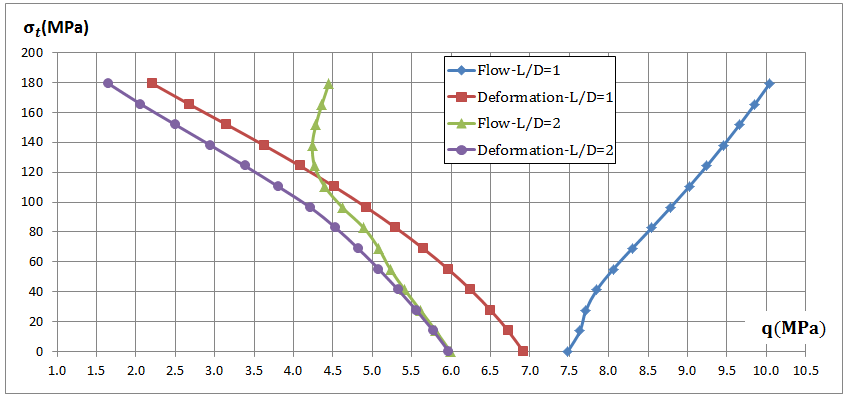 σt(MPa)
200
180
160
140
120
100
80
60
40
20
0
Flow-L/D=1
Deformation-L/D=1
Flow-L/D=2
Deformation-L/D=2
q(MPa)
1.0 1.5 2.0 2.5 3.0 3.5 4.0 4.5 5.0 5.5 6.0 6.5 7.0 7.5 8.0 8.5 9.0 9.5 10.0 10.5